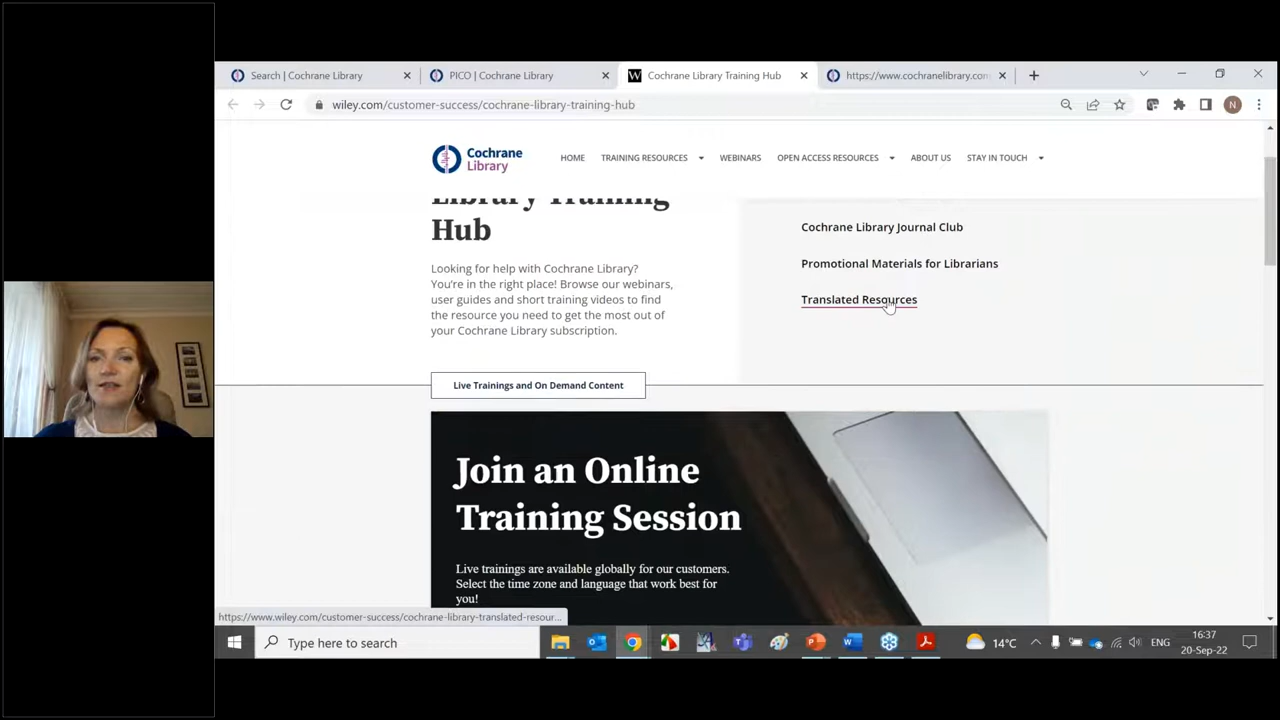 Search | Cochrane Library
PICO | Cochrane Library
Cochrane Library Training Hub
https://www.cochranelibrary.com
wiley.com/customer-success/cochrane-library-training-hub
N
Cochrane
Library
HOME
TRAINING RESOURCES
WEBINARS
OPEN ACCESS RESOURCES
ABOUT US
STAY IN TOUCH
Library Training
Hub
Looking for help with Cochrane Library?
You're in the right place! Browse our webinars,
user guides and short training videos to find
the resource you need to get the most out of
your Cochrane Library subscription.
Cochrane Library Journal Club
Promotional Materials for Librarians
Translated Resources
Live Trainings and On Demand Content
Join an Online
Training Session
Live trainings are available globally for our customers.
Select the time zone and language that work best for
you!
https://www.wiley.com/customer-success/cochrane-library-translated-resour...
Type here to search
14°C
ENG
16:37
20-Sep-22